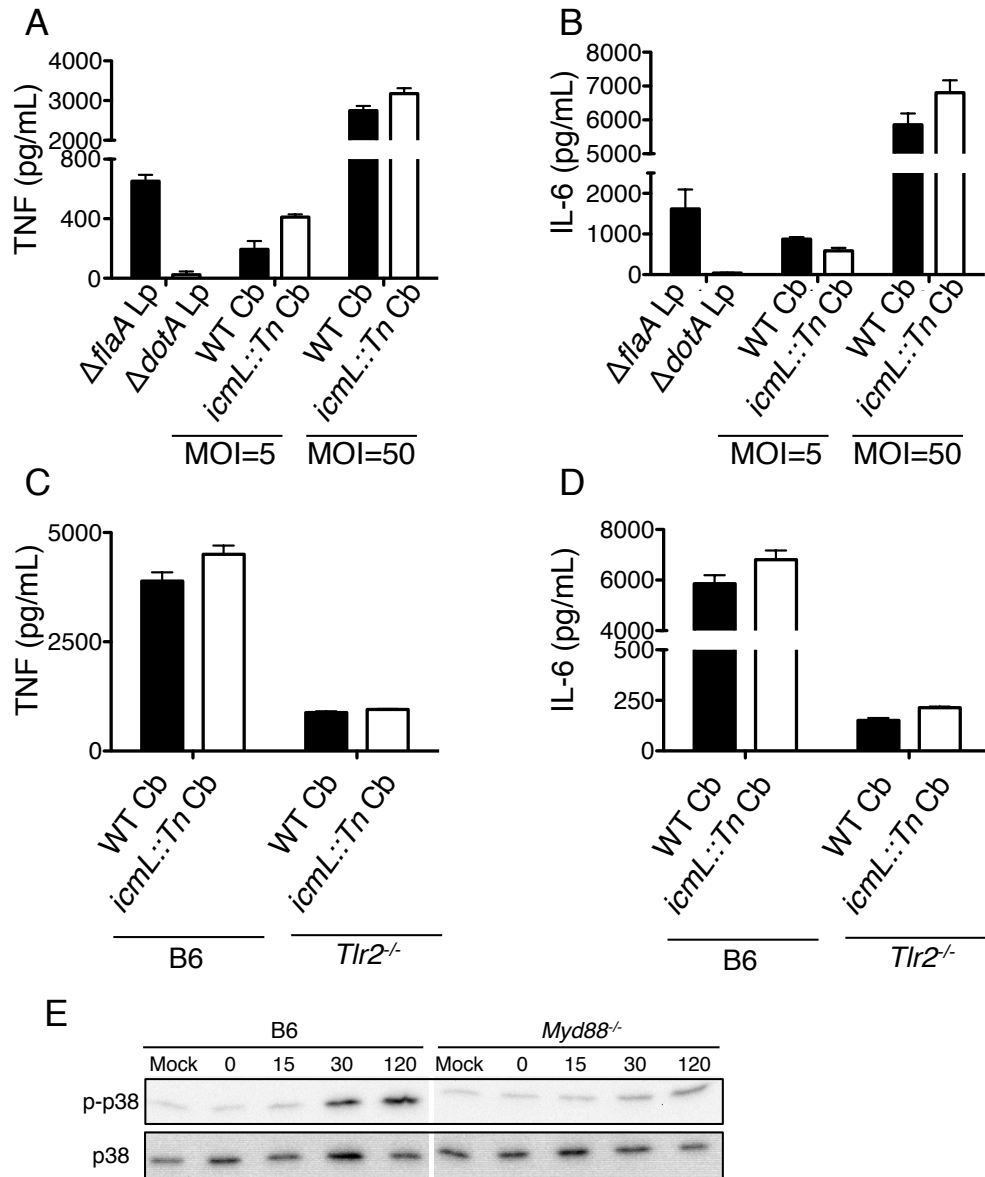 A
TNF (pg/mL)
4000
3000
2000
800
400
0
ΔflaA Lp
ΔdotA Lp
WT Cb
icmL::Tn Cb
WT Cb
icmL::Tn Cb
MOI=5
MOI=50
B
IL-6 (pg/mL)
8000
7000
6000
5000
2000
1000
0
ΔflaA Lp
ΔdotA Lp
WT Cb
icmL::Tn Cb
WT Cb
icmL::Tn Cb
MOI=5
MOI=50
C
TNF (pg/mL)
5000
2500
0
WT Cb
icmL::Tn Cb
WT Cb
icmL::Tn Cb
B6
Tlr2-/-
D
IL-6 (pg/mL)
8000
6000
4000
500
250
0
WT Cb
icmL::Tn Cb
WT Cb
icmL::Tn Cb
B6
Tlr2-/-
E
B6 Myd88-/-
Mock 0 15 30 120 Mock 0 15 30 120
p-p38
p38